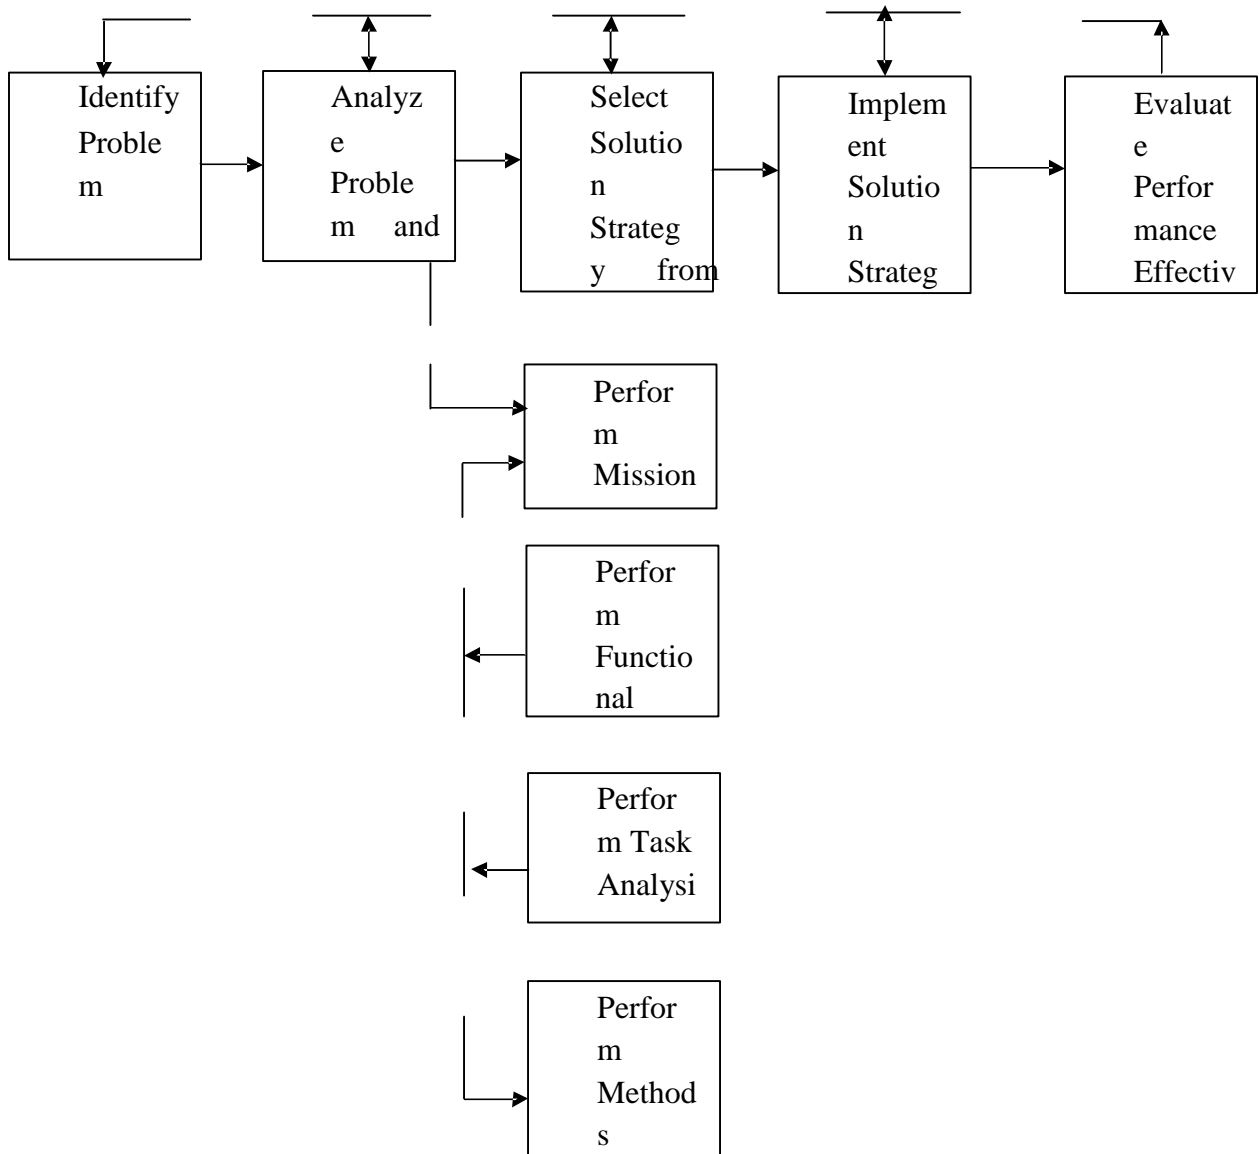 Identify
Proble
m
Analyz
e
Proble
m and
Select
Solutio
n
Strateg
y from
Implem
ent
Solutio
n
Strateg
Evaluat
e
Perfor
mance
Effectiv
Perfor
m
Mission
Perfor
m
Functio
nal
Perfor
m Task
Analysi
Perfor
m
Method
s